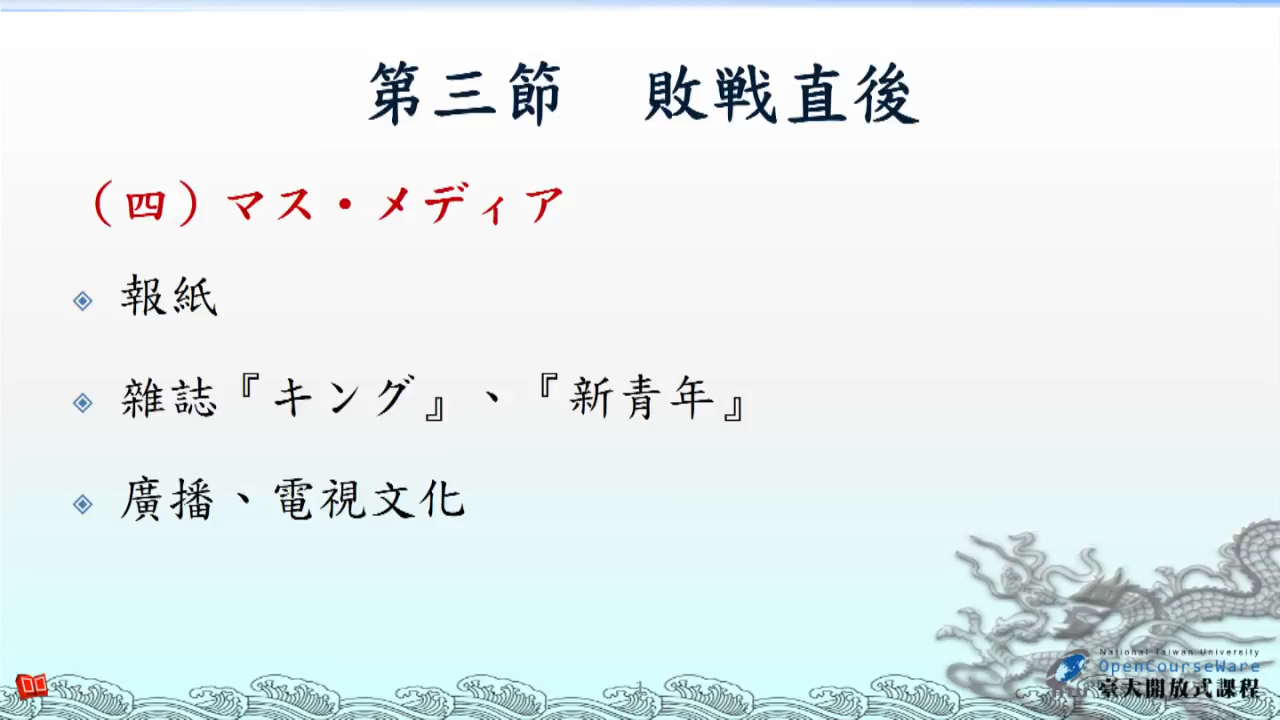 第三節　敗戦直後
（四）マス・メディア
報紙
雜誌『キング』、『新青年』
廣播、電視文化
National Taiwan University
OpenCourseWare
臺大開放式課程